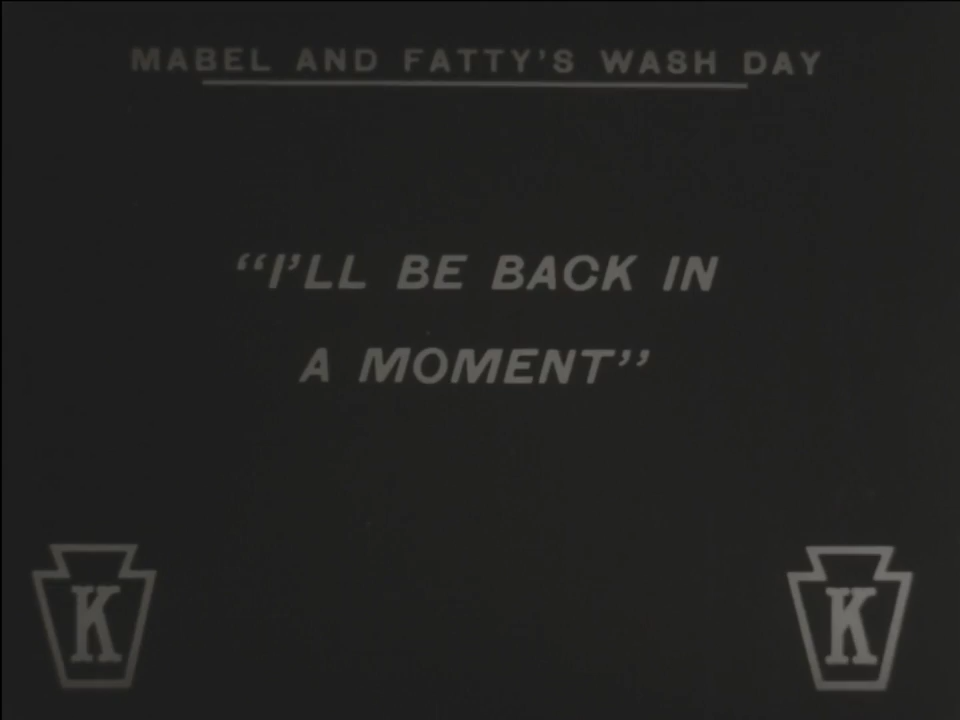 MABEL AND FATTY'S WASH DAY
“I'LL BE BACK IN
A MOMENT”
K K